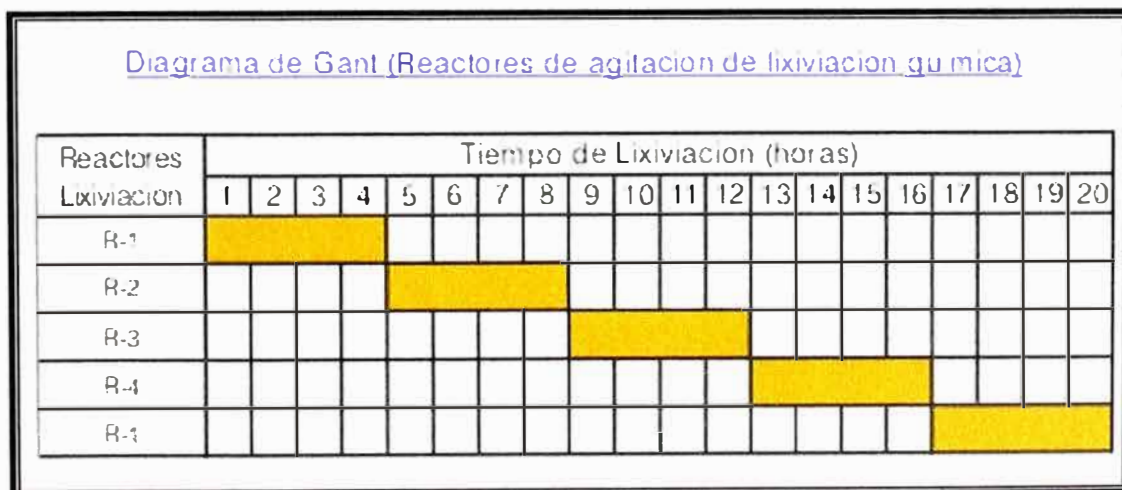 Diagrama de Gant (Reactores de agitacion de lixiviacion qu mica)
Reactores Lixiviacion
Tiempo de Lixiviacion (horas)
1 2 3 4 5 6 7 8 9 10 11 12 13 14 15 16 17 18 19 20
R-1
R-2
R-3
R-4
R-1